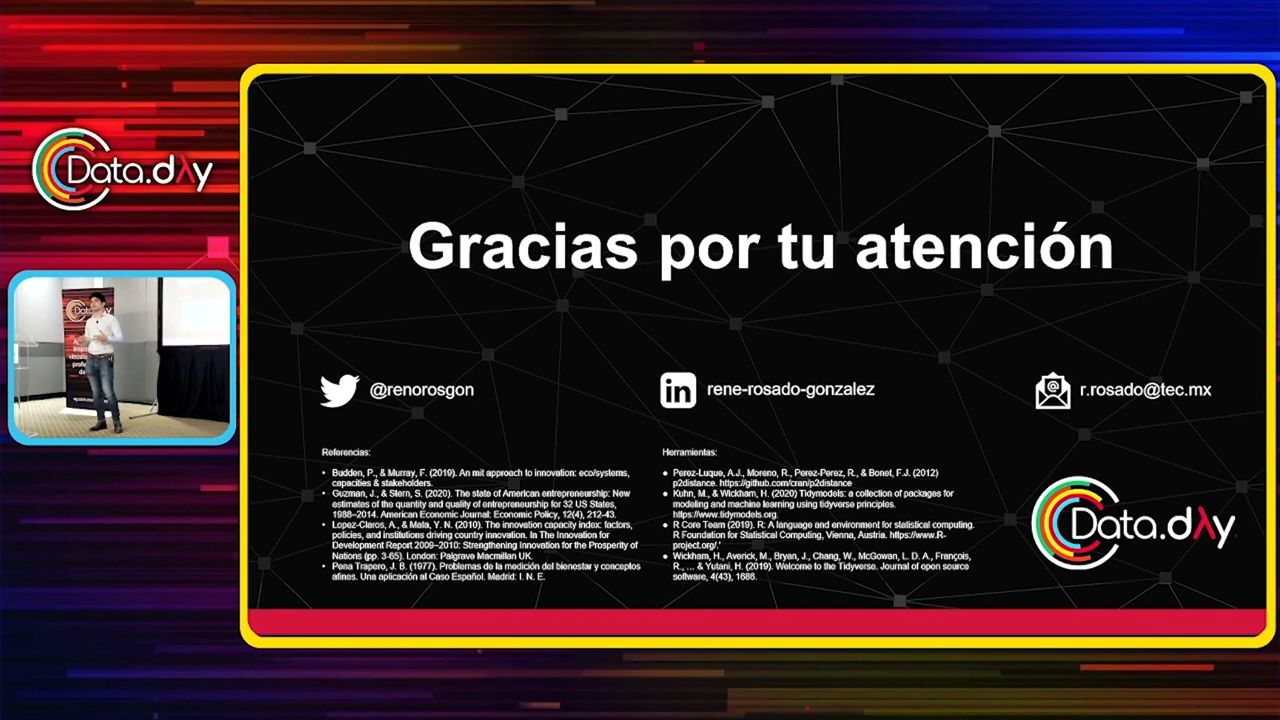 Data.dλy
Gracias por tu atención
@renorosgon
rene-rosado-gonzalez
r.rosado@tec.mx
Referencias:
• Budden, P., & Murray, F. (2019). An mit approach to innovation: eco/systems,
capacities & stakeholders.
• Guzman, J., & Stern, S. (2020). The state of American entrepreneurship: New
estimates of the quantity and quality of entrepreneurship for 32 US States,
1988–2014. American Economic Journal: Economic Policy, 12(4), 212-43.
• Lopez-Claros, A., & Mata, Y. N. (2010). The innovation capacity index: factors,
policies, and institutions driving country innovation. In The Innovation for
Development Report 2009–2010: Strengthening Innovation for the Prosperity of
Nations (pp. 3-65). London: Palgrave Macmillan UK.
• Pena Trapero, J. B. (1977). Problemas de la medición del bienestar y conceptos
afines. Una aplicación al Caso Español. Madrid: I. N. E.
Herramientas:
● Perez-Luque, A.J., Moreno, R., Perez-Perez, R., & Bonet, F.J. (2012)
p2distance. https://github.com/cran/p2distance
● Kuhn, M., & Wickham, H. (2020) Tidymodels: a collection of packages for
modeling and machine learning using tidyverse principles.
https://www.tidymodels.org.
● R Core Team (2019). R: A language and environment for statistical computing.
R Foundation for Statistical Computing, Vienna, Austria. https://www.R-
project.org/.'
● Wickham, H., Averick, M., Bryan, J., Chang, W., McGowan, L. D. A., François,
R., ... & Yutani, H. (2019). Welcome to the Tidyverse. Journal of open source
software, 4(43), 1686.
Data.dλy
Data.dλy